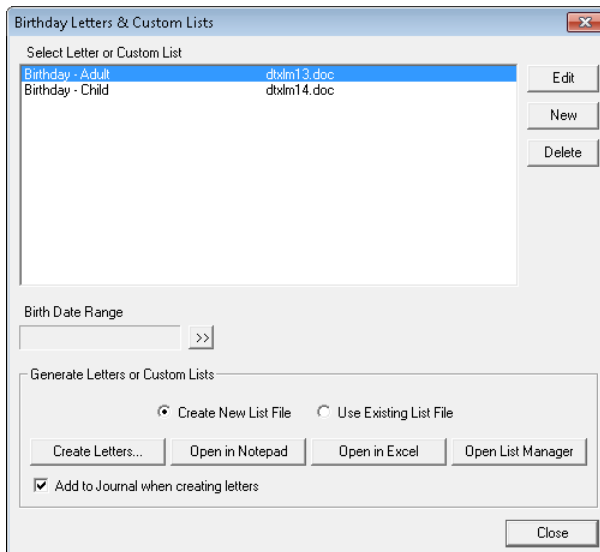 Birthday Letters & Custom Lists
Select Letter or Custom List
Birthday - Adult dtxlm13.doc
Birthday - Child dtxlm14.doc
Edit
New
Delete
Birth Date Range
>>
Generate Letters or Custom Lists
Create New List File Use Existing List File
Create Letters... Open in Notepad Open in Excel Open List Manager
Add to Journal when creating letters
Close